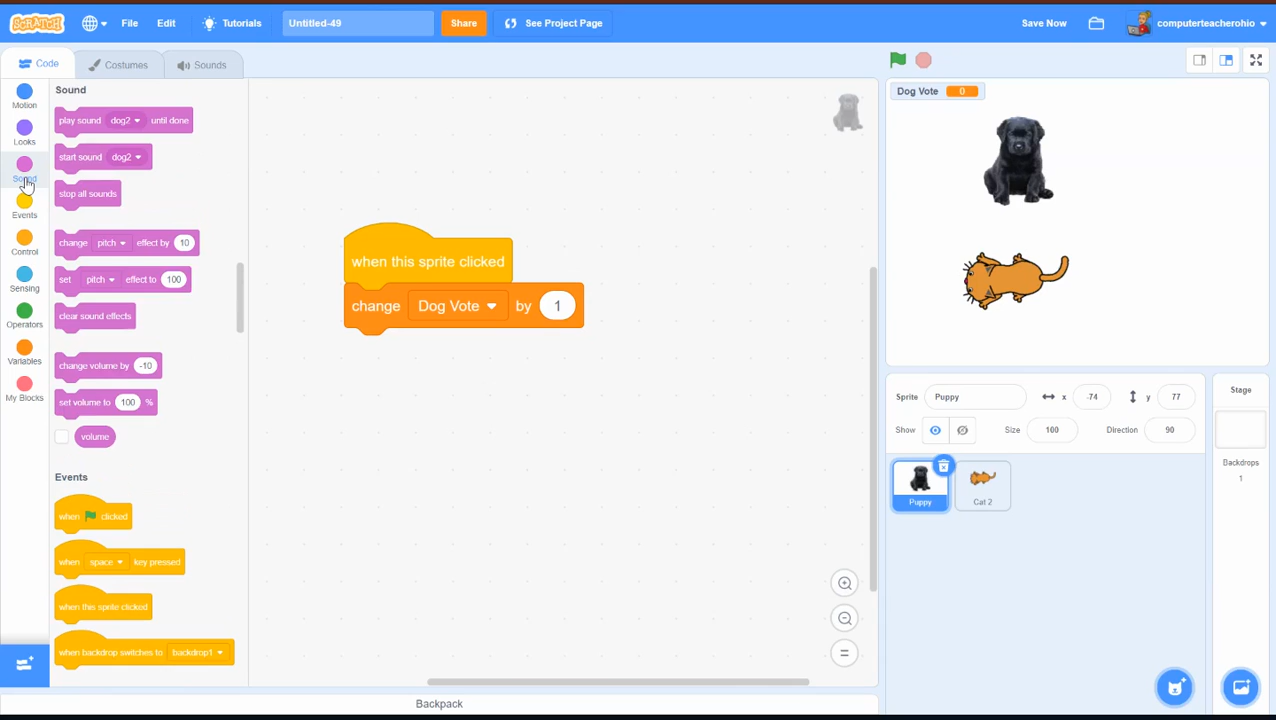 SCRATCH
File
Edit
Tutorials
Untitled-49
Share
See Project Page
Save Now
computerteacherohio
Code
Costumes
Sounds
Motion
Looks
Sound
Events
Control
Sensing
Operators
Variables
My Blocks
Sound
play sound dog2 until done
start sound dog2
stop all sounds
change pitch effect by 10
set pitch effect to 100
clear sound effects
change volume by -10
set volume to 100 %
volume
Events
when clicked
when space key pressed
when this sprite clicked
when backdrop switches to backdrop1
when this sprite clicked
change Dog Vote by 1
Backpack
Dog Vote 0
Sprite Puppy x -74 y 77
Show Size 100 Direction 90
Puppy
Cat 2
Stage
Backdrops
1